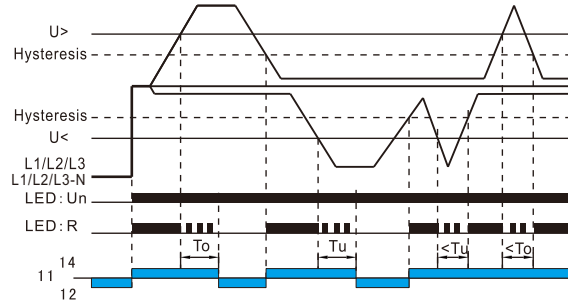 U>
Hysteresis
Hysteresis
U<
L1/L2/L3
L1/L2/L3-N
LED: Un
LED: R
To
Tu
<Tu
<To
14
11
12